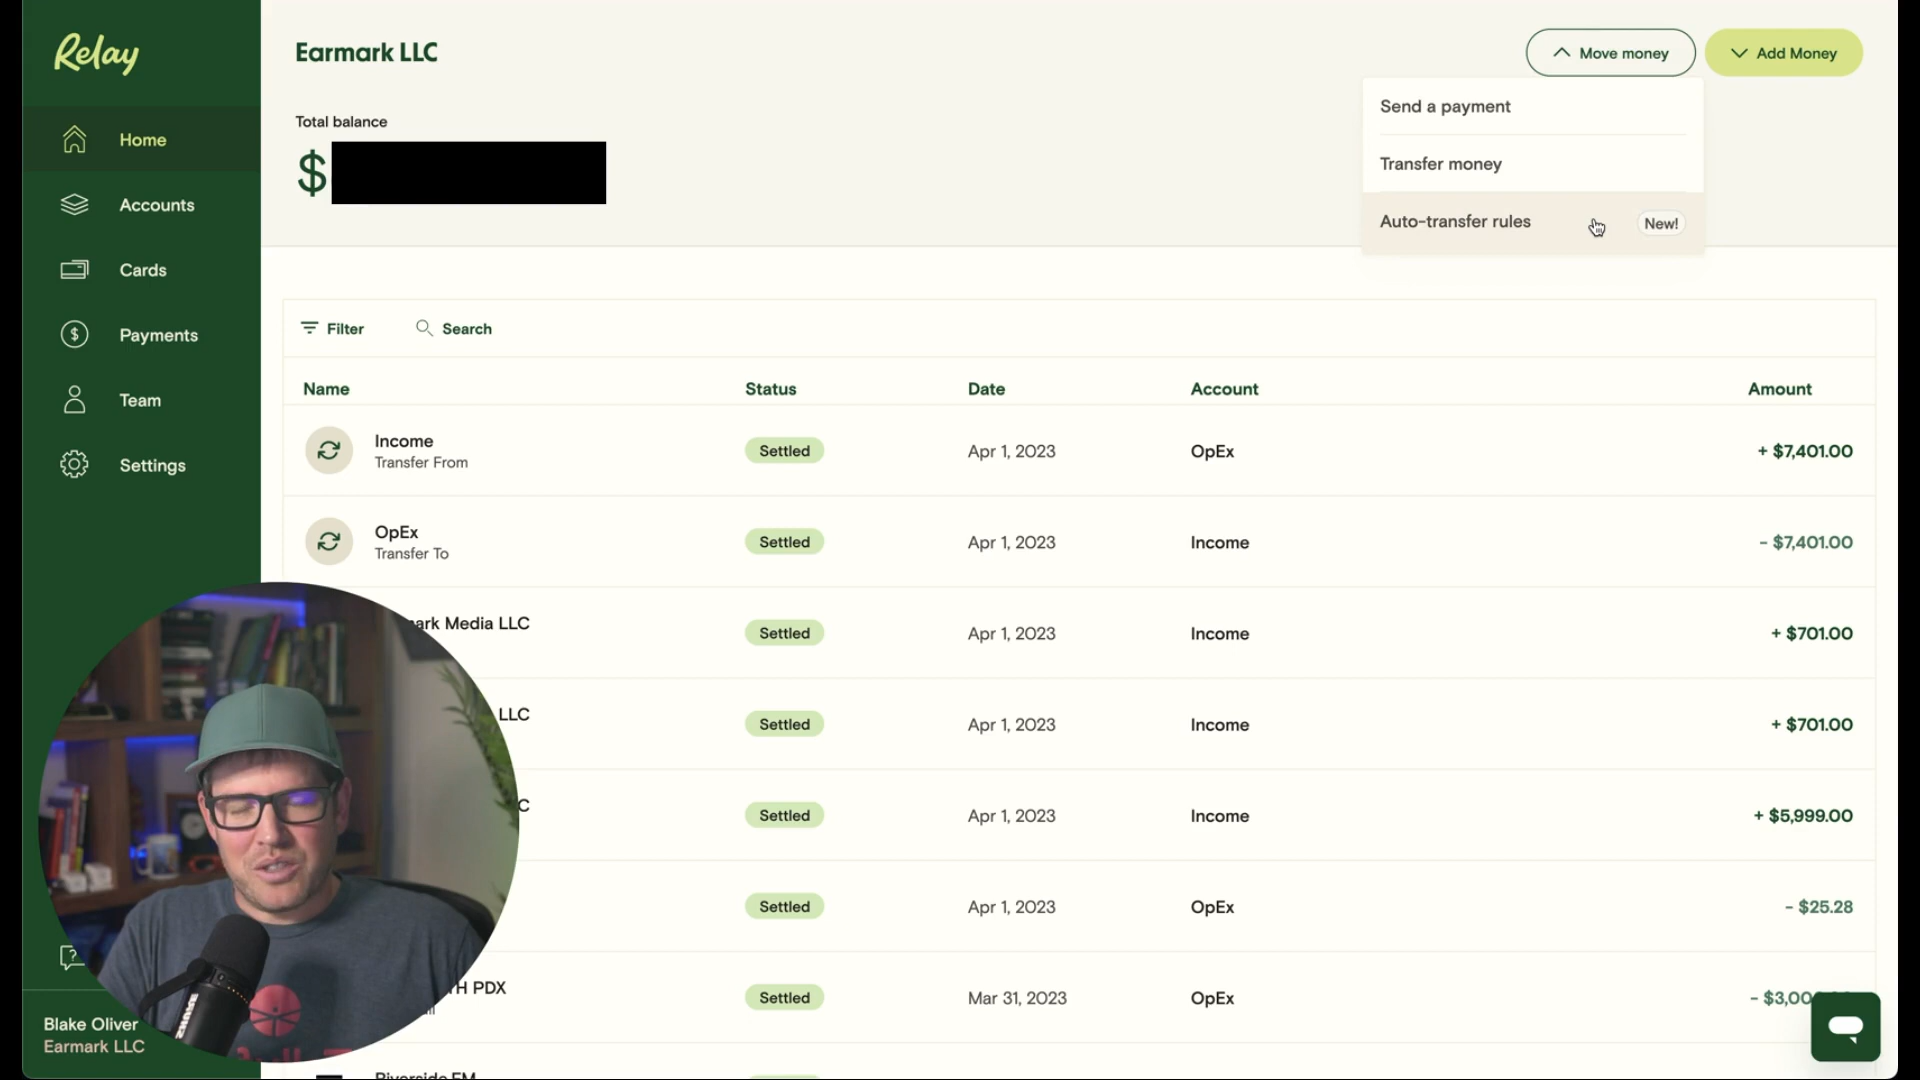 Relay
Earmark LLC
Move money
Add Money
Send a payment
Transfer money
Auto-transfer rules
New!
Total balance
$
Home
Accounts
Cards
Payments
Team
Settings
Filter
Search
Name Status Date Account Amount
Income
Transfer From
Settled Apr 1, 2023 OpEx + $7,401.00
OpEx
Transfer To
Settled Apr 1, 2023 Income - $7,401.00
Media LLC
Settled Apr 1, 2023 Income + $701.00
LLC
Settled Apr 1, 2023 Income + $701.00
Settled Apr 1, 2023 Income + $5,999.00
Settled Apr 1, 2023 OpEx - $25.28
PDX
Settled Mar 31, 2023 OpEx
Blake Oliver
Earmark LLC